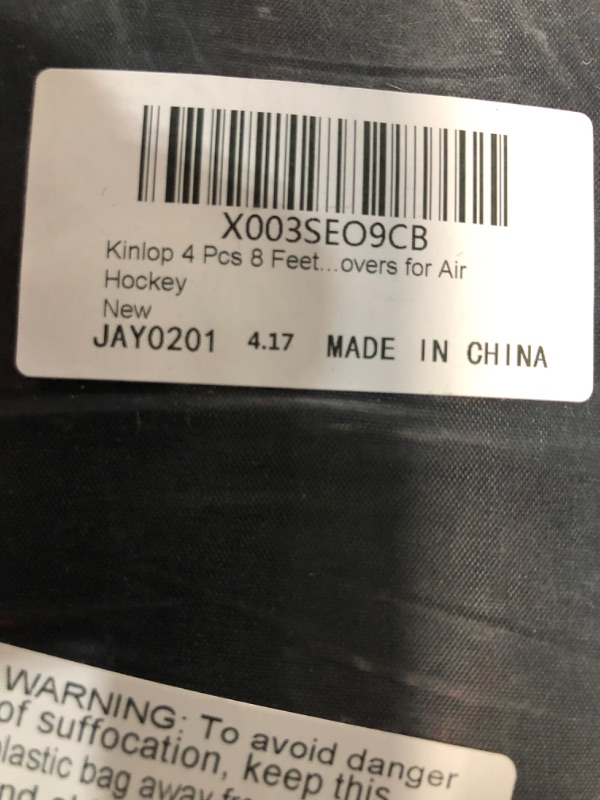 X003SEO9CB
Kinlop 4 Pcs 8 Feet...overs for Air
Hockey
New
JAY0201 4.17 MADE IN CHINA
WARNING: To avoid danger
of suffocation, keep this
plastic bag away